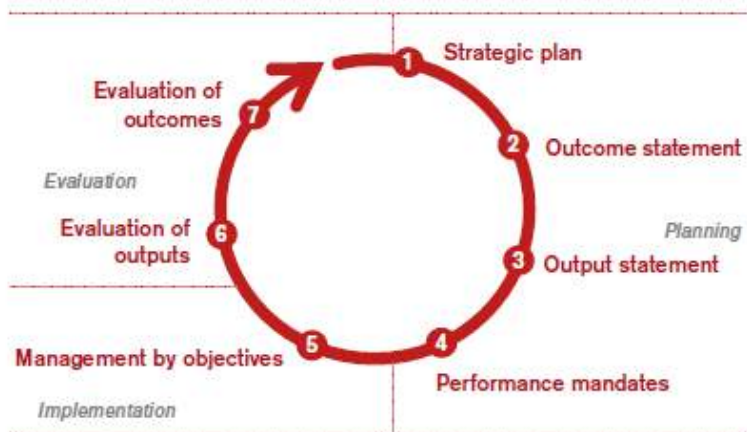 1 Strategic plan
2 Outcome statement
Planning
3 Output statement
4 Performance mandates
5 Management by objectives
Implementation
6 Evaluation of
outputs
Evaluation
7 Evaluation of
outcomes